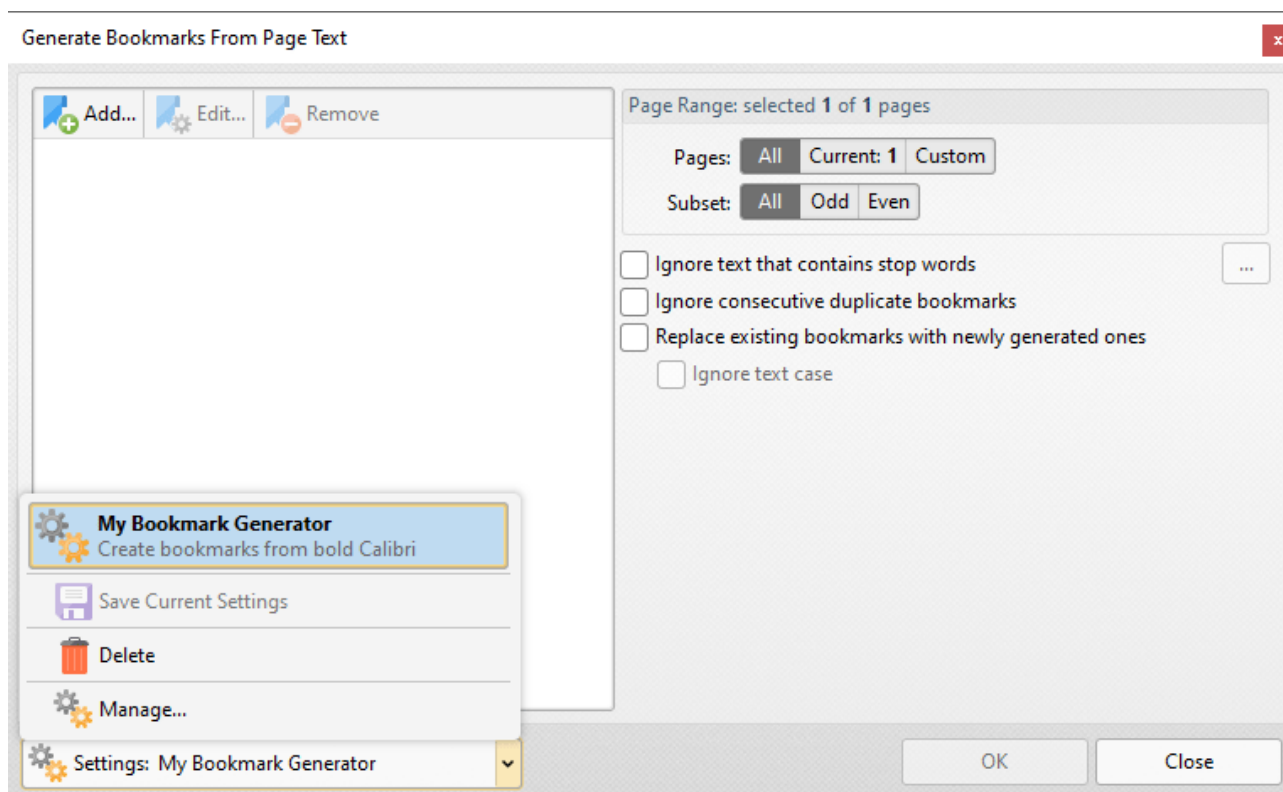 Generate Bookmarks From Page Text
x
Add... Edit... Remove
Page Range: selected 1 of 1 pages
Pages: All Current: 1 Custom
Subset: All Odd Even
Ignore text that contains stop words ...
Ignore consecutive duplicate bookmarks
Replace existing bookmarks with newly generated ones
Ignore text case
My Bookmark Generator
Create bookmarks from bold Calibri
Save Current Settings
Delete
Manage...
Settings: My Bookmark Generator
OK Close